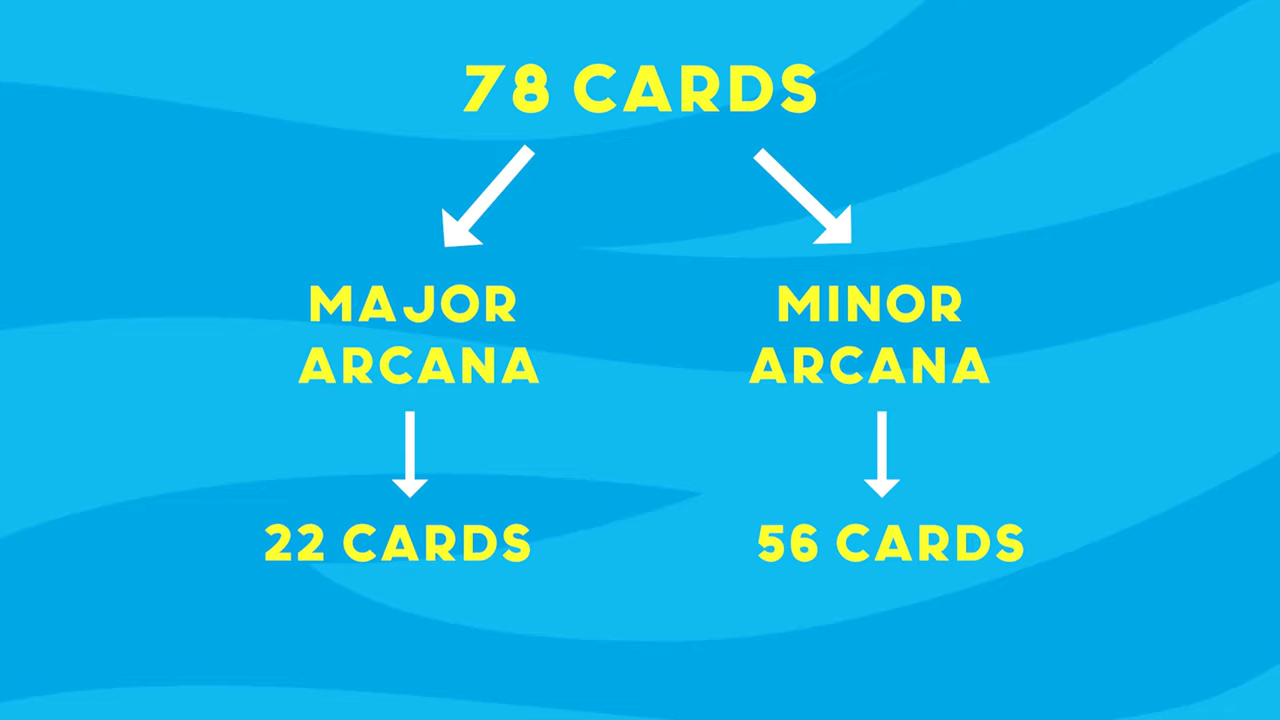 78 CARDS
MAJOR
ARCANA
MINOR
ARCANA
22 CARDS
56 CARDS